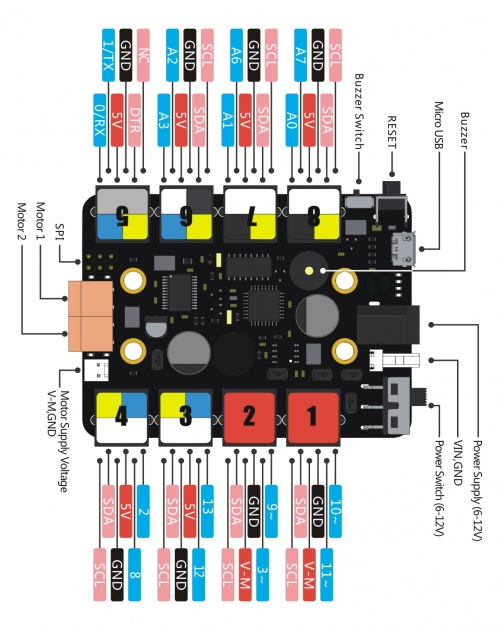 1/TX GND NC
A2 GND SCL
A6 GND SCL
A7 GND SCL
0/RX 5V DTR
A3 5V SDA
A1 5V SDA
A0 5V SDA
Buzzer Switch
RESET
Micro USB
Buzzer
5
6
7
8
SPI
Motor 1
Motor 2
Motor Supply Voltage
V-M,GND
4
3
2
1
Power Switch (6-12V)
VIN,GND
Power Supply (6-12V)
SDA 5V 2
SDA 5V 13
SDA GND 9~
SDA GND 10~
SCL GND 8
SCL GND 12
SCL V-M 3~
SCL V-M 11~